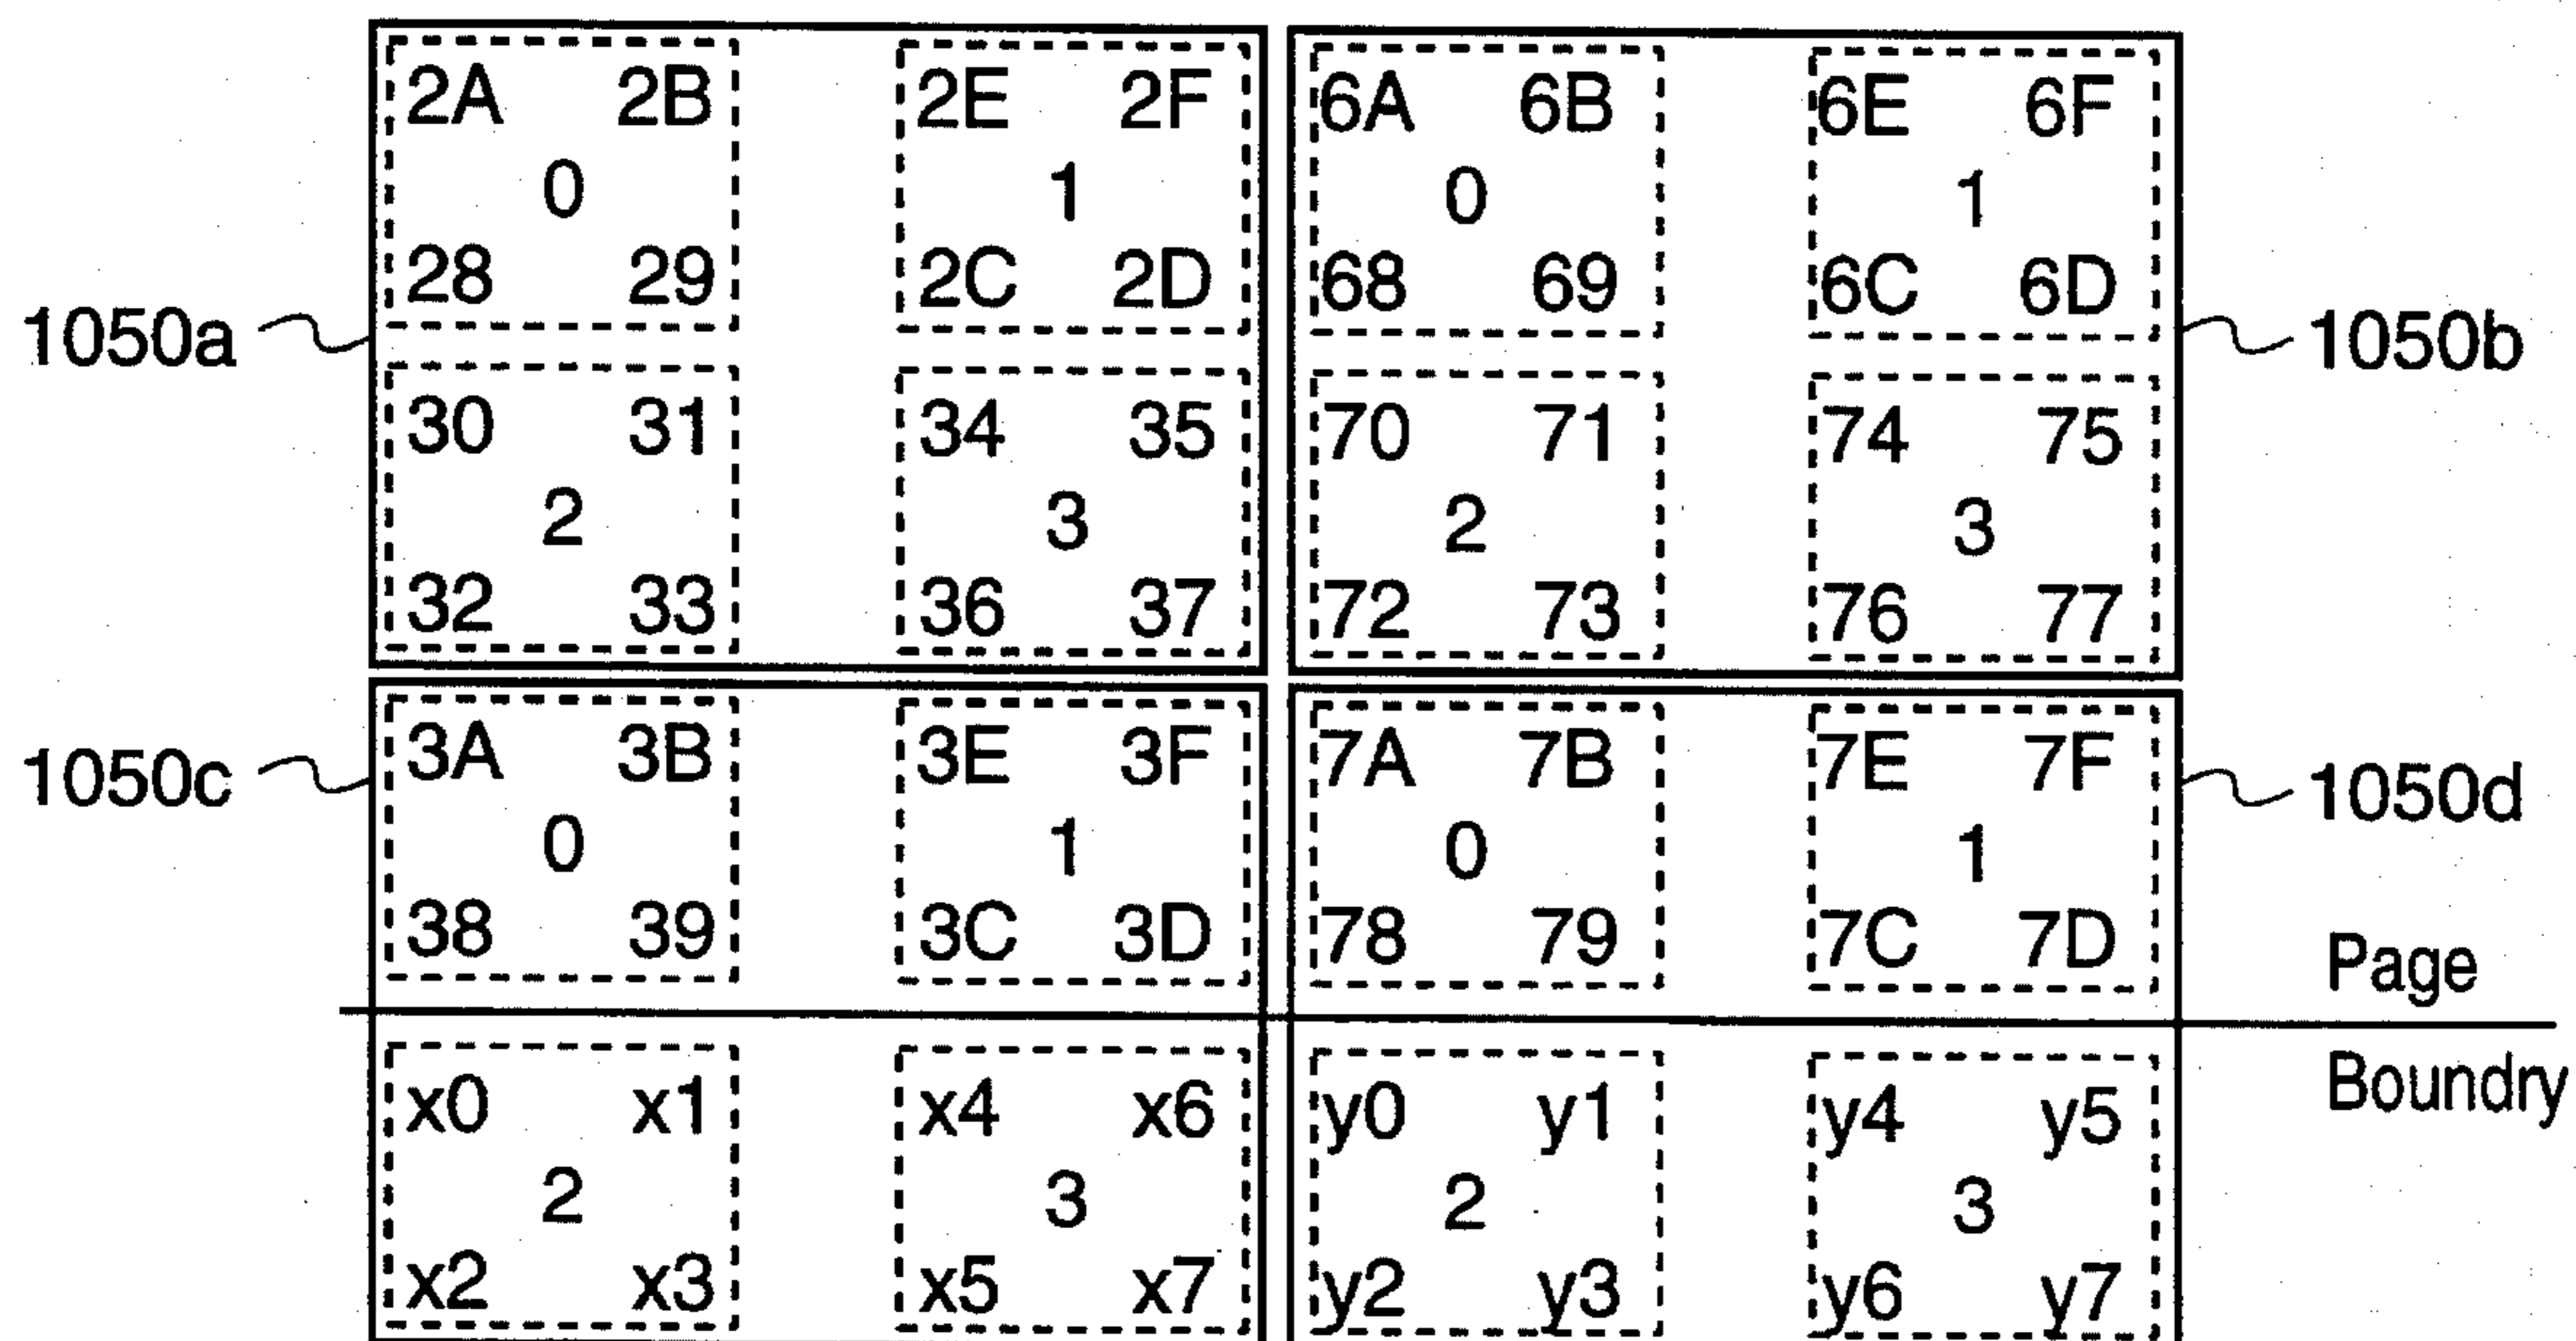 2A 2B 2E 2F 6A 6B 6E 6F
0 1 0 1
28 29 2C 2D 68 69 6C 6D
1050a 1050b
30 31 34 35 70 71 74 75
2 3 2 3
32 33 36 37 72 73 76 77
3A 3B 3E 3F 7A 7B 7E 7F
1050c 1050d
0 1 0 1
38 39 3C 3D 78 79 7C 7D
Page
Boundry
x0 x1 x4 x6 y0 y1 y4 y5
2 3 2 3
x2 x3 x5 x7 y2 y3 y6 y7